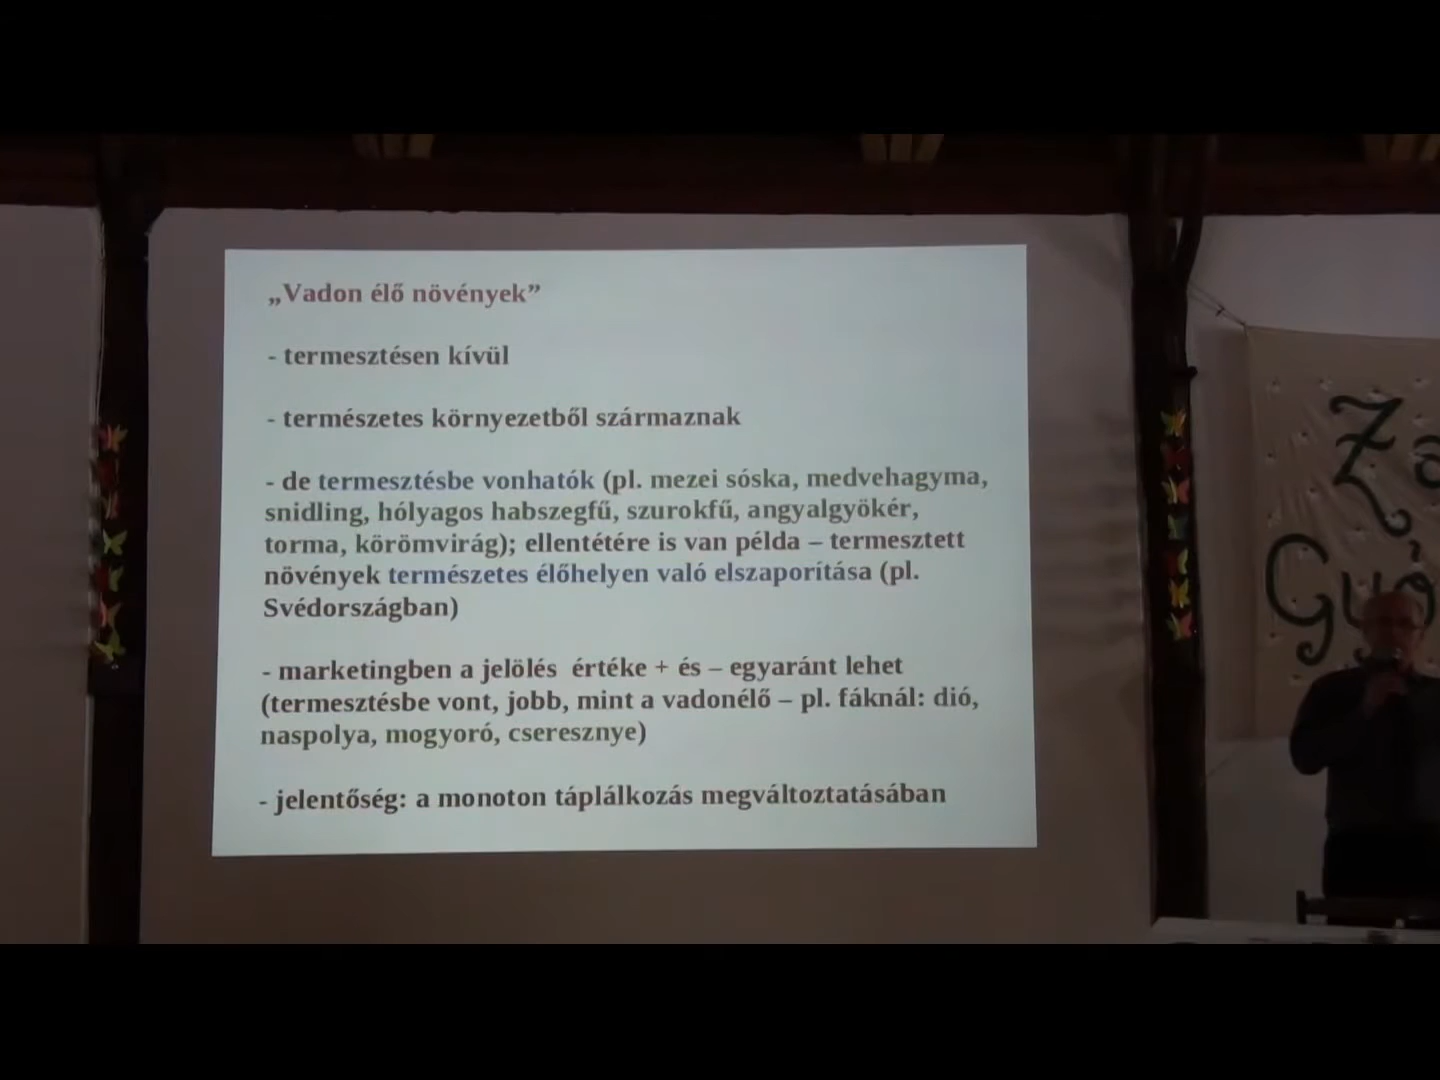 „Vadon élő növények”
- termesztésen kívül
- természetes környezetből származnak
- de termesztésbe vonhatók (pl. mezei sóska, medvehagyma,
snidling, hólyagos habszegfű, szurokfű, angyalgyökér,
torma, körömvirág); ellentétére is van példa – termesztett
növények természetes élőhelyen való elszaporítása (pl.
Svédországban)
- marketingben a jelölés értéke + és – egyaránt lehet
(termesztésbe vont, jobb, mint a vadonélő – pl. fáknál: dió,
naspolya, mogyoró, cseresznye)
- jelentőség: a monoton táplálkozás megváltoztatásában